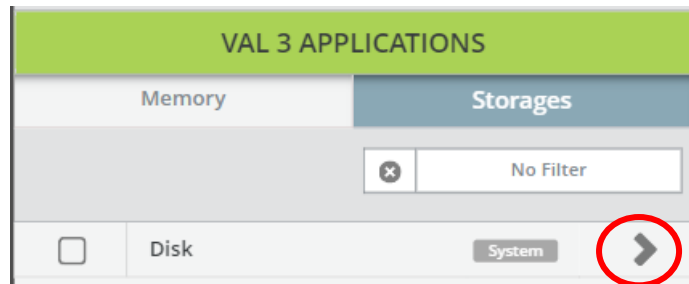 VAL 3 APPLICATIONS
Memory Storages
No Filter
Disk System